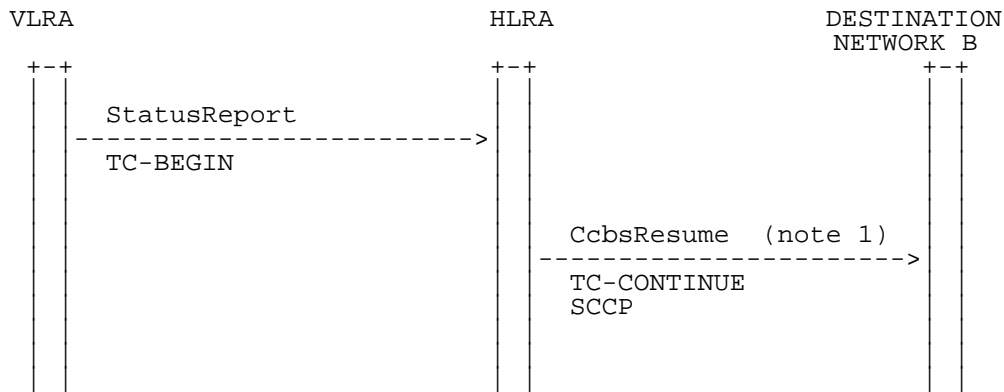 VLRA HLRA DESTINATION
NETWORK B
StatusReport
TC-BEGIN
CcbsResume (note 1)
TC-CONTINUE
SCCP